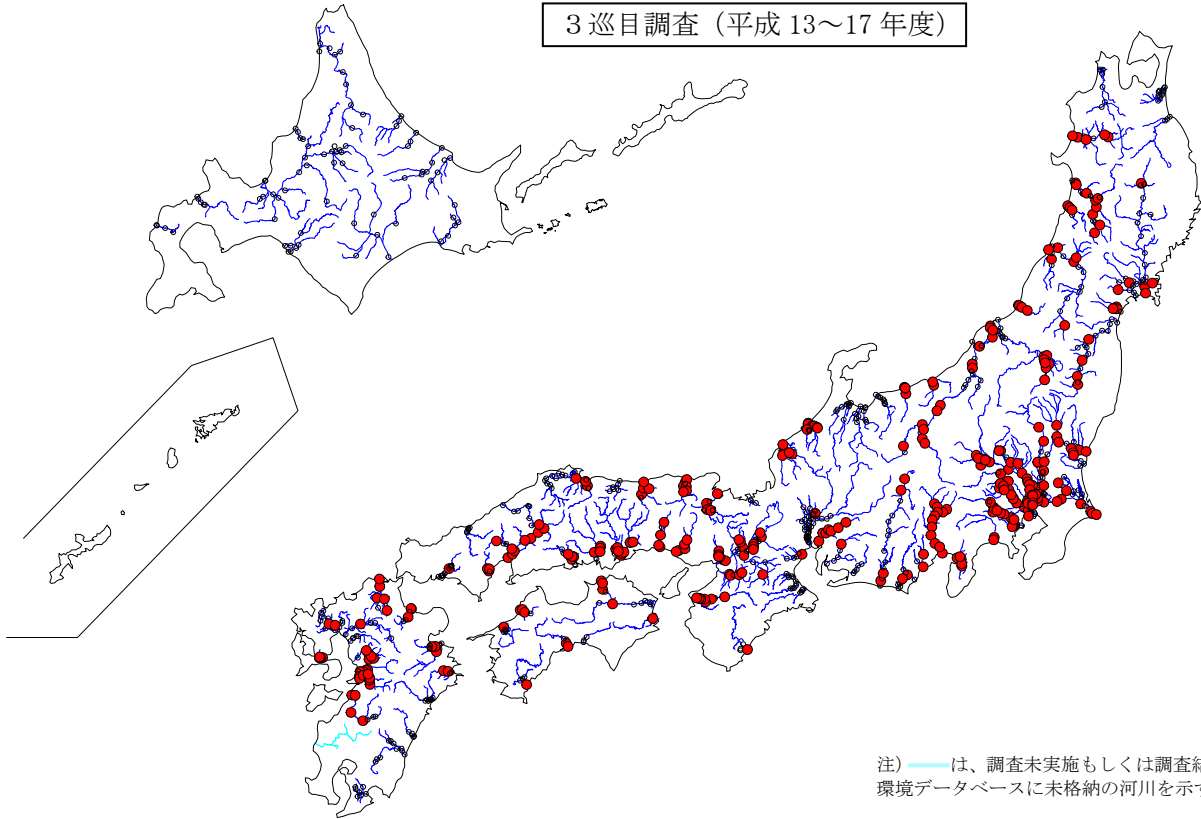 ３巡目調査（平成 13～17 年度）
注）は、調査未実施もしくは調査結
環境データベースに未格納の河川を示す